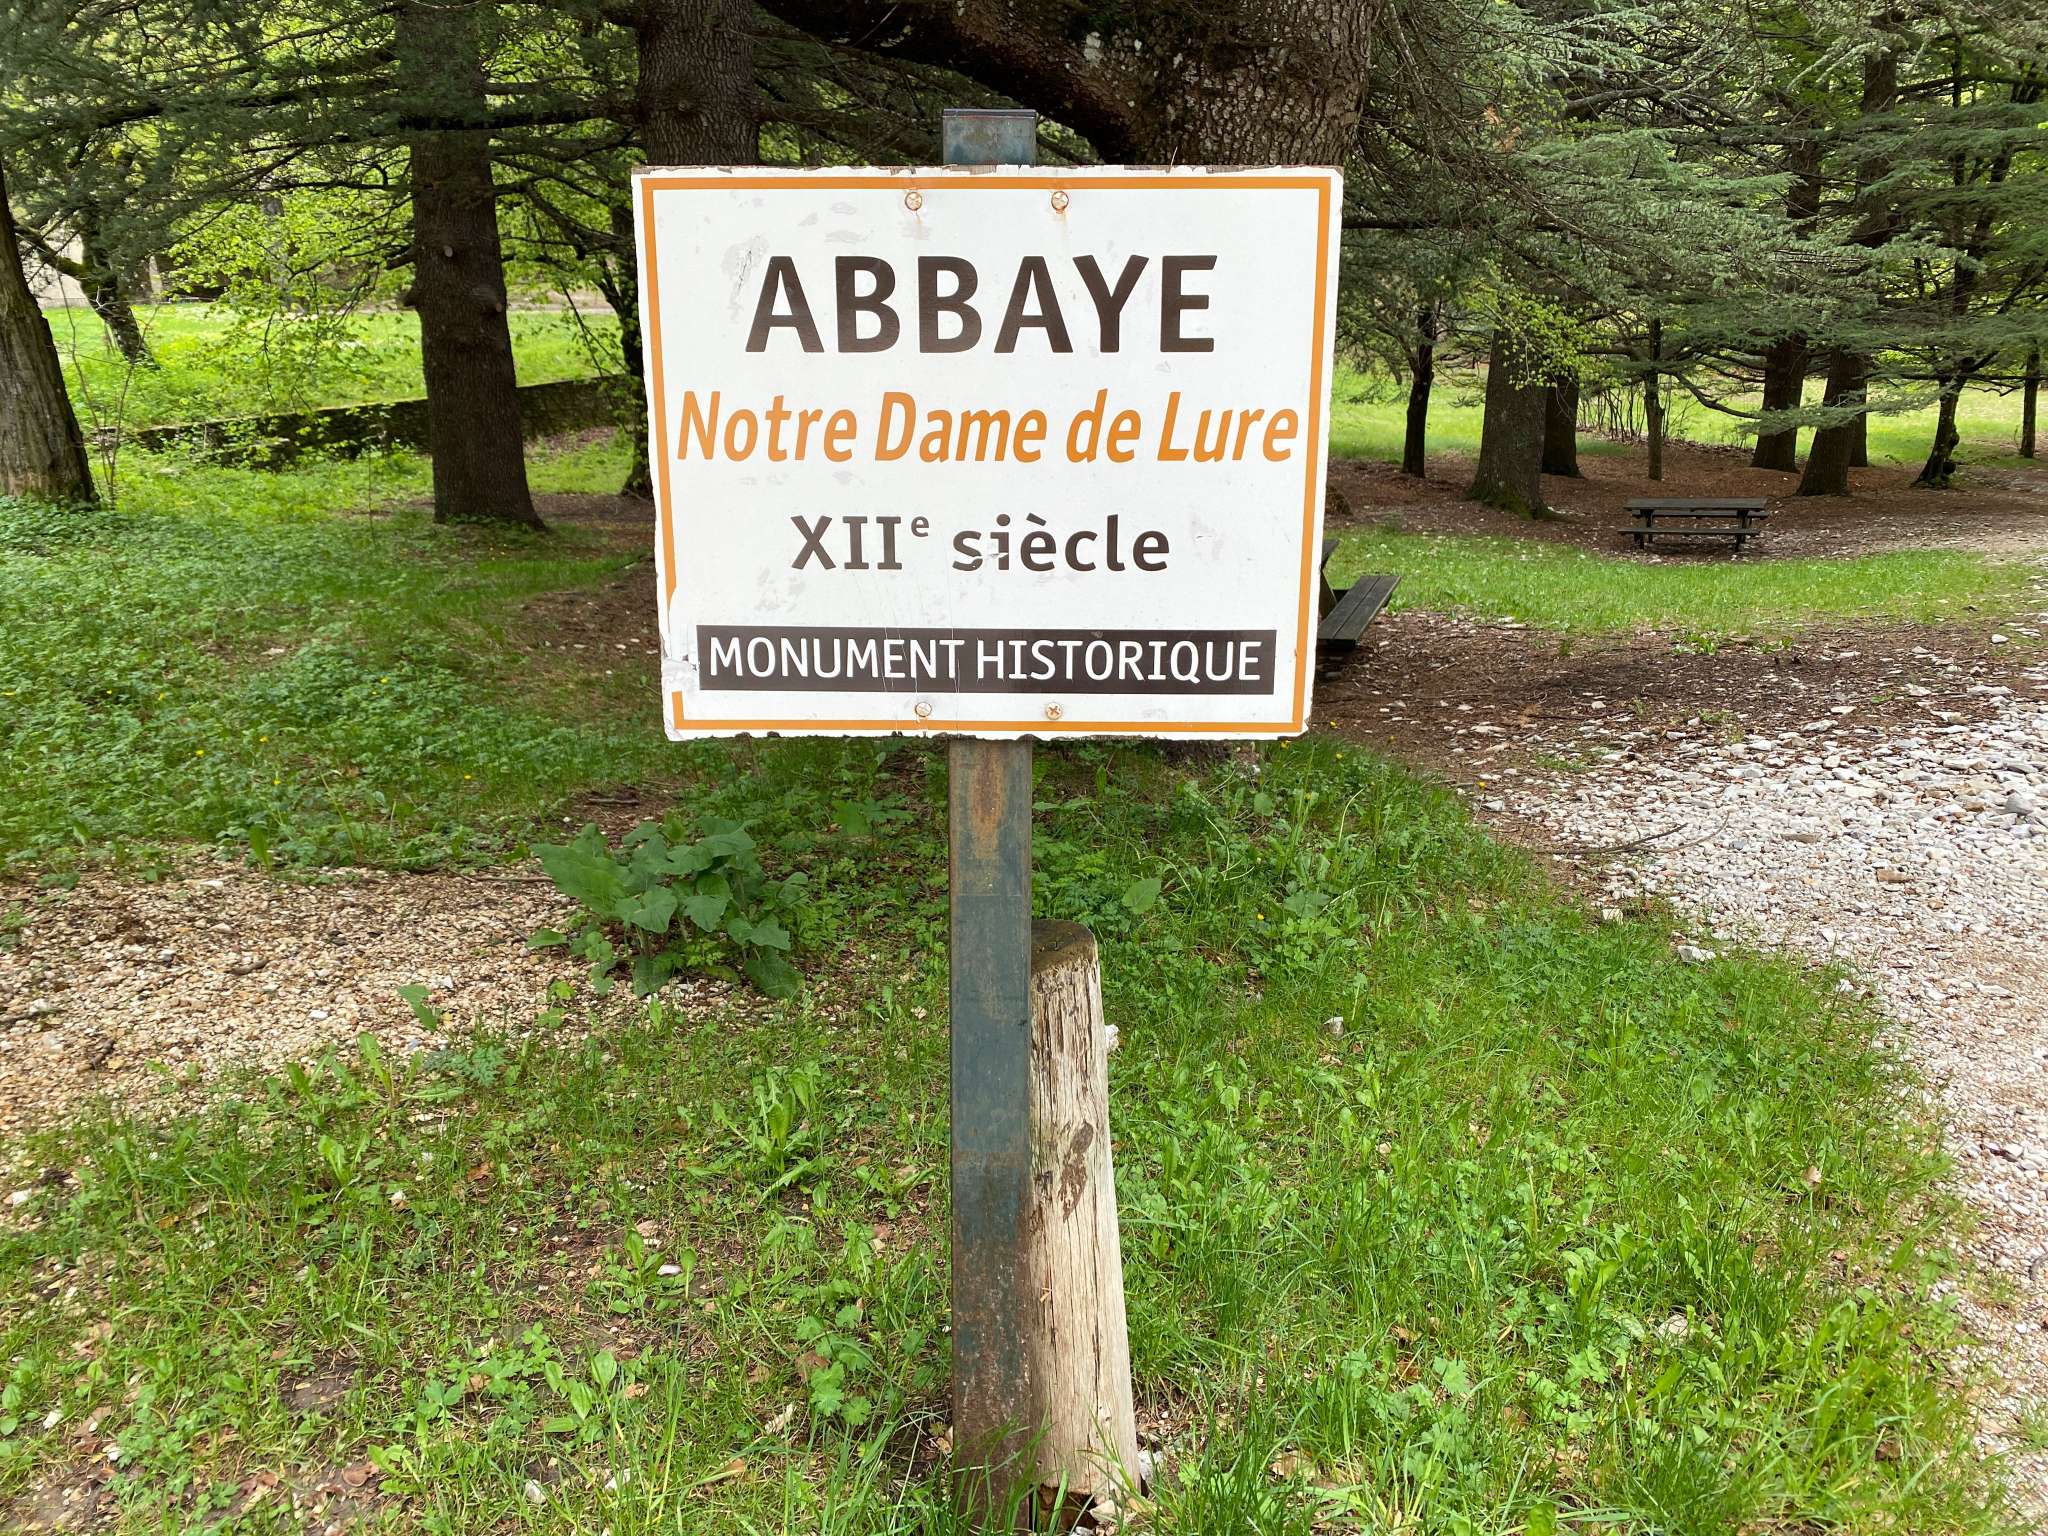 ABBAYE
Notre Dame de Lure
XIIe siècle
MONUMENT HISTORIQUE